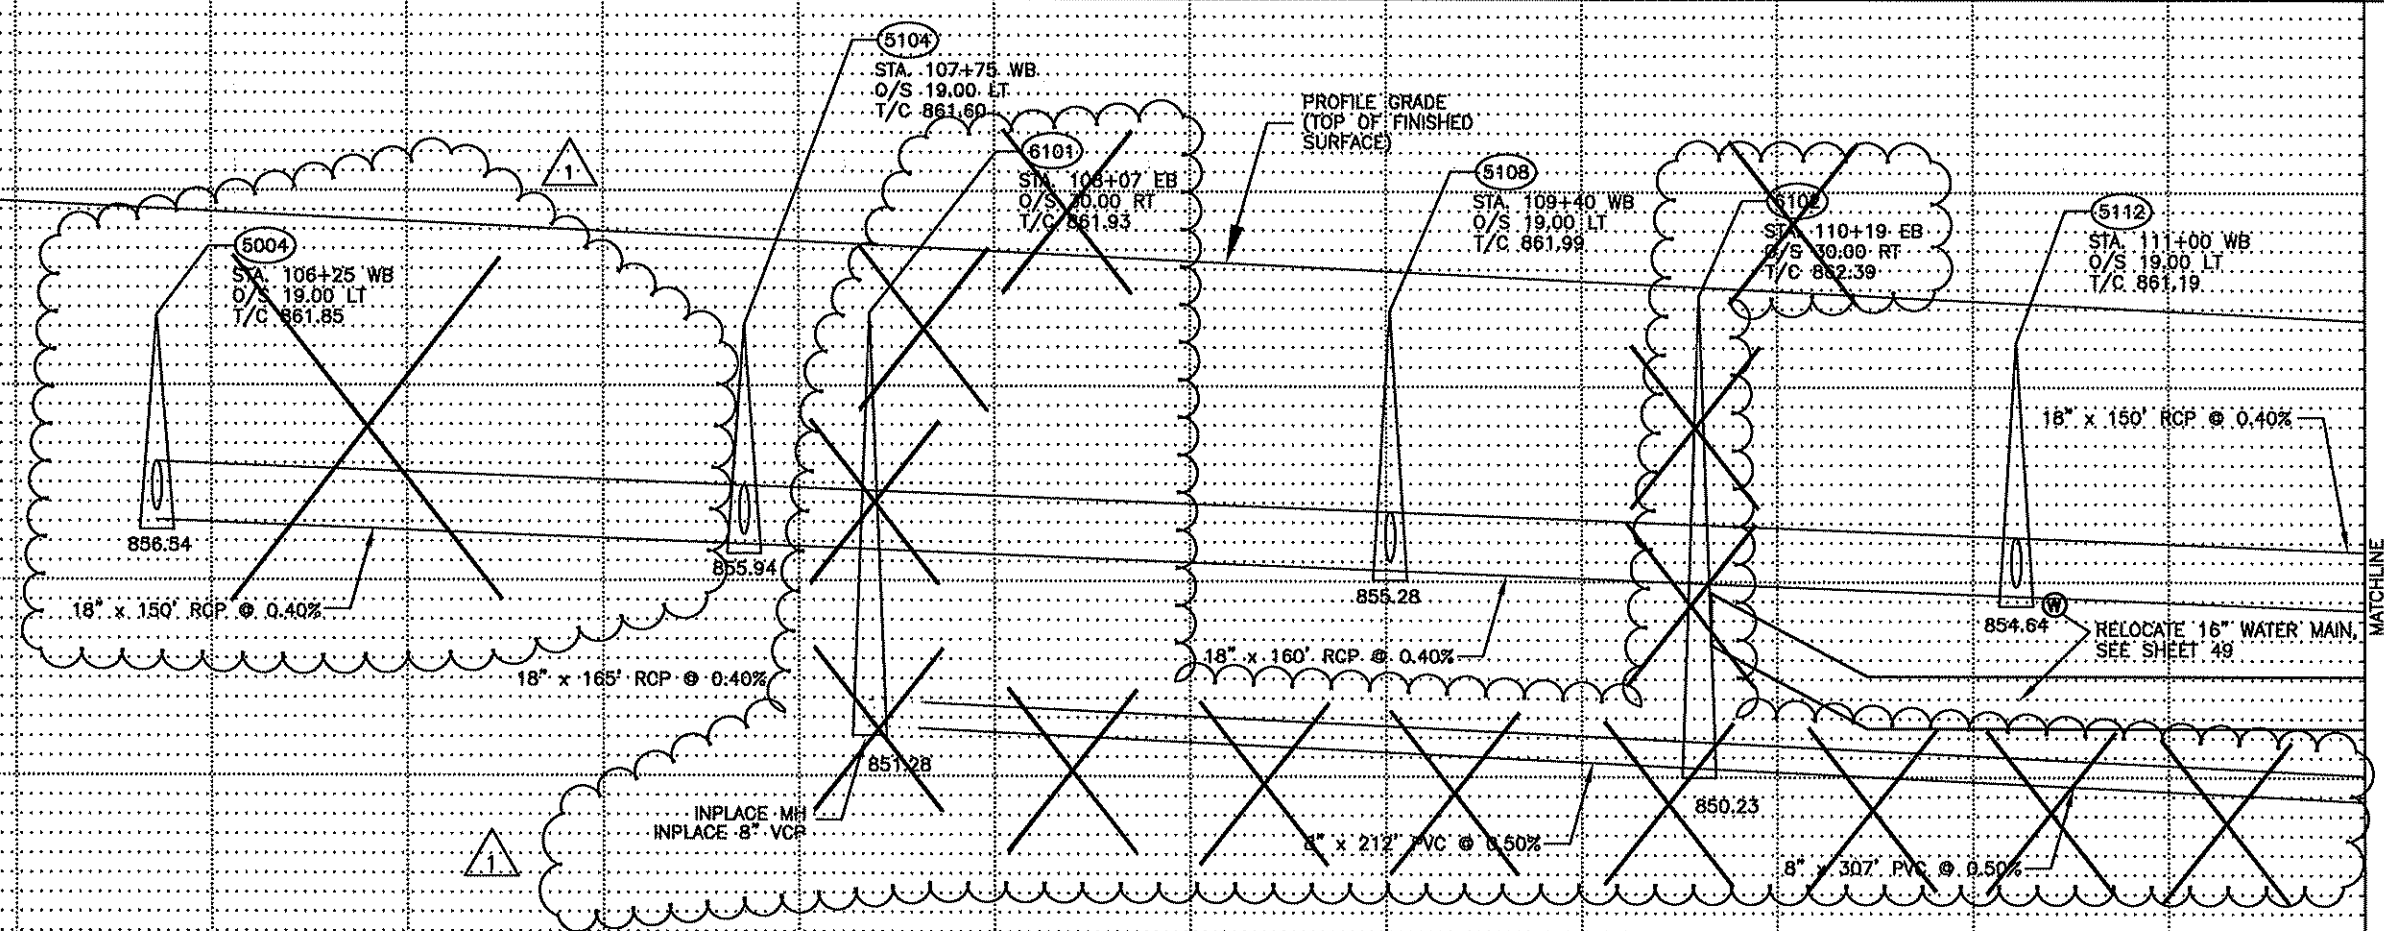 5104
STA. 107+75 WB
O/S 19.00 LT
T/C 861.60
PROFILE GRADE
(TOP OF FINISHED
SURFACE)
1
6101
STA. 108+07 EB
O/S 30.00 RT
T/C 861.93
5108
STA. 109+40 WB
O/S 19.00 LT
T/C 861.99
6102
STA. 110+19 EB
O/S 30.00 RT
T/C 862.39
5112
STA. 111+00 WB
O/S 19.00 LT
T/C 861.19
5004
STA. 106+25 WB
O/S 19.00 LT
T/C 861.85
18" x 150' RCP @ 0.40%
856.54
855.94
855.28
854.64
W
MATCHLINE
18" x 150' RCP @ 0.40%
RELOCATE 16" WATER MAIN,
SEE SHEET 49
18" x 165' RCP @ 0.40%
18" x 160' RCP @ 0.40%
851.28
INPLACE MH
INPLACE 8" VCP
850.23
1
8" x 212' PVC @ 0.50%
8" x 307' PVC @ 0.50%